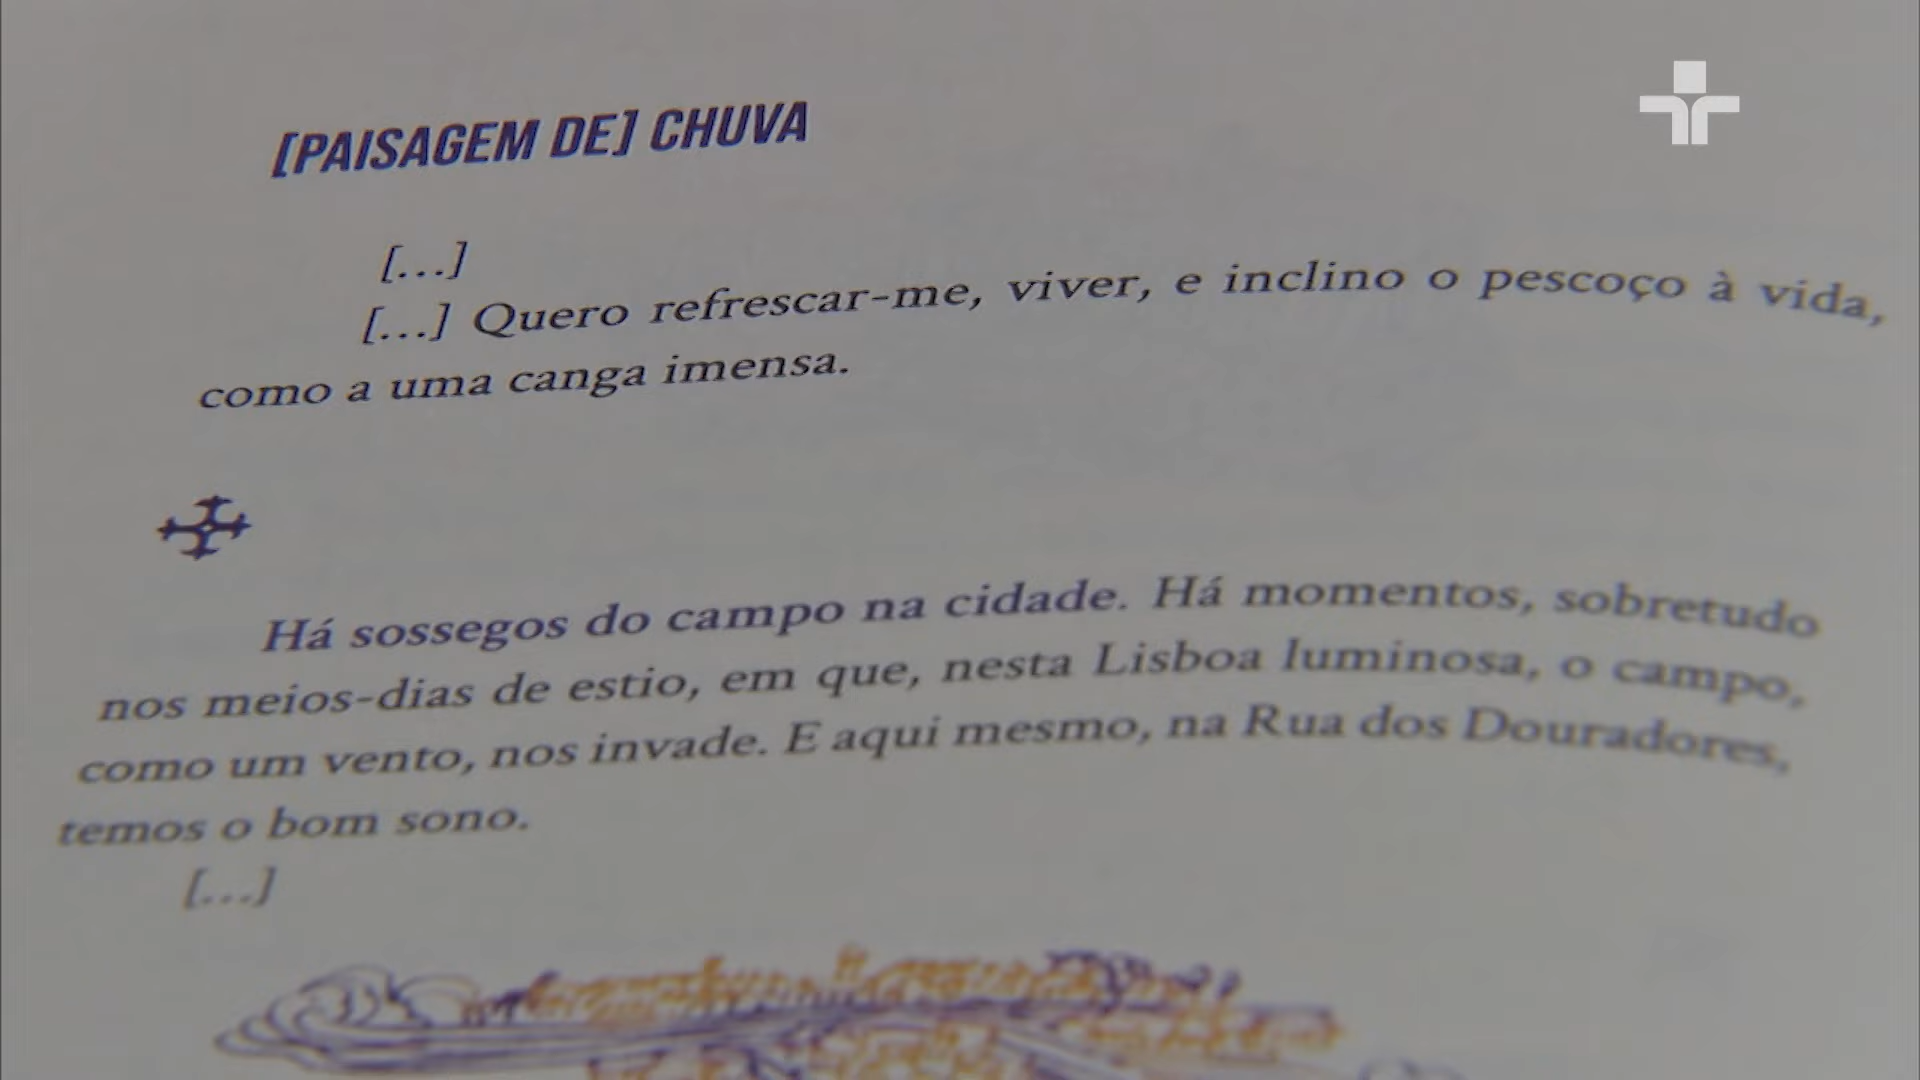 [PAISAGEM DE] CHUVA
[...]
[...] Quero refrescar-me, viver, e inclino o pescoço à vida,
como a uma canga imensa.
Há sossegos do campo na cidade. Há momentos, sobretudo
nos meios-dias de estio, em que, nesta Lisboa luminosa, o campo,
como um vento, nos invade. E aqui mesmo, na Rua dos Douradores,
temos o bom sono.
[...]